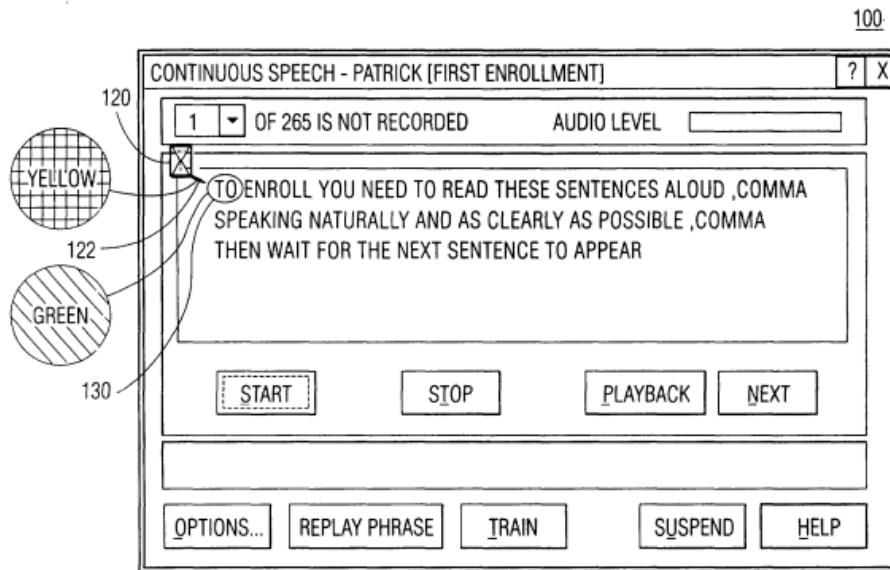 100
CONTINUOUS SPEECH - PATRICK [FIRST ENROLLMENT] ? X
120
1 OF 265 IS NOT RECORDED AUDIO LEVEL
YELLOW
TO ENROLL YOU NEED TO READ THESE SENTENCES ALOUD ,COMMA
SPEAKING NATURALLY AND AS CLEARLY AS POSSIBLE ,COMMA
122
THEN WAIT FOR THE NEXT SENTENCE TO APPEAR
GREEN
130
START STOP PLAYBACK NEXT
OPTIONS... REPLAY PHRASE TRAIN SUSPEND HELP